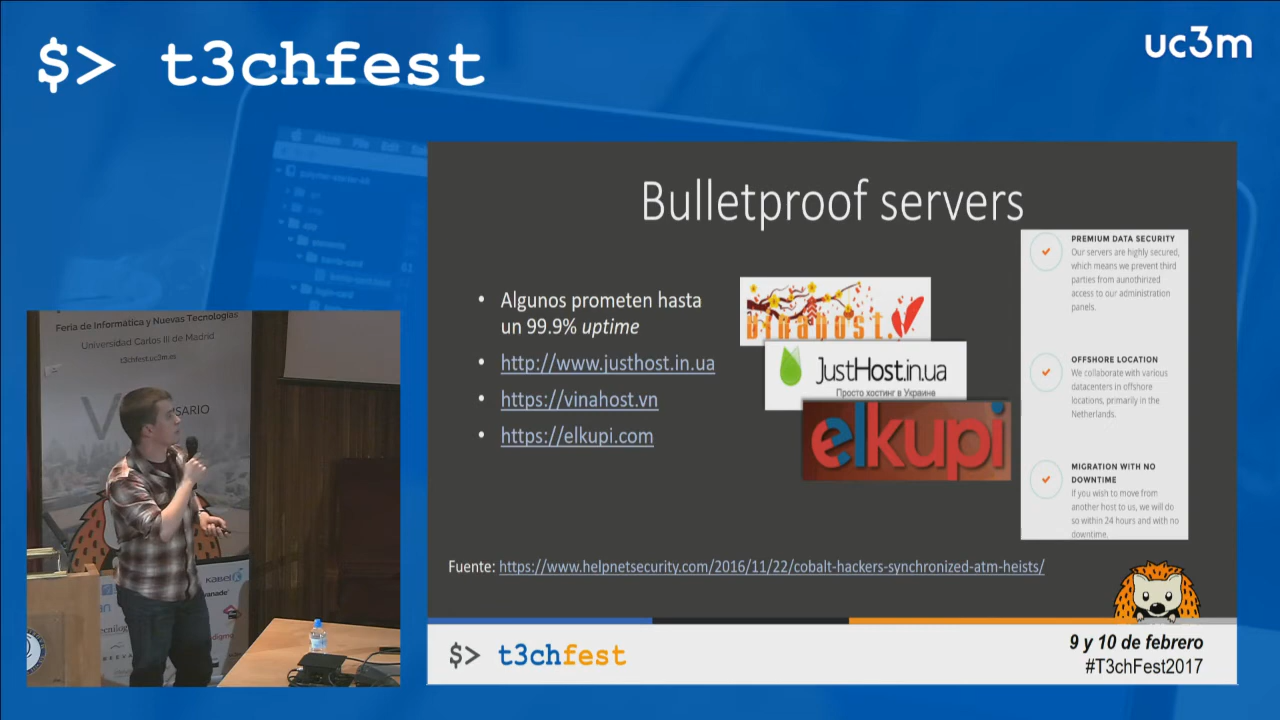 $> t3chfest
uc3m
Bulletproof servers
• Algunos prometen hasta
un 99.9% uptime
• http://www.justhost.in.ua
• https://vinahost.vn
• https://elkupi.com
vinahost.
JustHost.in.ua
Просто хостинг в Украине
elkupi
PREMIUM DATA SECURITY
Our servers are highly secured,
which means we prevent third
parties from aunothirized
access to our administration
panels.
OFFSHORE LOCATION
We collaborate with various
datacenters in offshore
locations, primarily in the
Netherlands.
MIGRATION WITH NO
DOWNTIME
If you wish to move from
another host to us, we will do
so within 24 hours and with no
downtime.
Fuente: https://www.helpnetsecurity.com/2016/11/22/cobalt-hackers-synchronized-atm-heists/
$> t3chfest
9 y 10 de febrero
#T3chFest2017
Feria de Informática y Nuevas Tecnologías
Universidad Carlos III de Madrid
t3chfest.uc3m.es